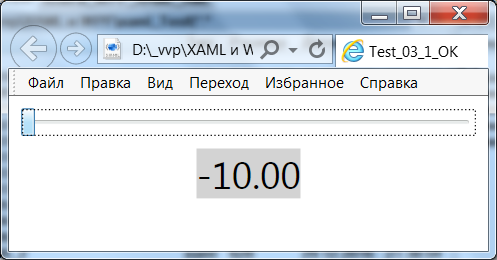 D:\_vvp\XAML и W
Test_03_1_OK
Файл Правка Вид Переход Избранное Справка
-10.00